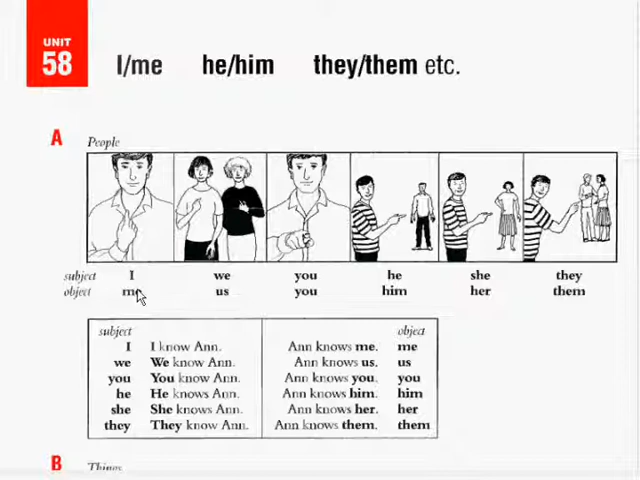 UNIT
58
I/me he/him they/them etc.
A People
subject I we you he she they
object me us you him her them
subject object
I I know Ann. Ann knows me. me
we We know Ann. Ann knows us. us
you You know Ann. Ann knows you. you
he He knows Ann. Ann knows him. him
she She knows Ann. Ann knows her. her
they They know Ann. Ann knows them. them
B Things